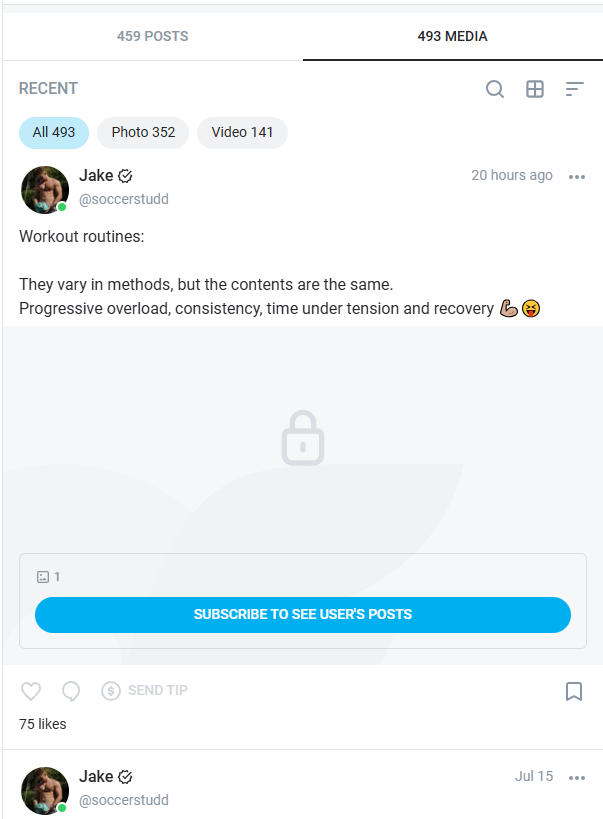 459 POSTS
493 MEDIA
RECENT
All 493
Photo 352
Video 141
Jake
20 hours ago
@soccerstudd
Workout routines:
They vary in methods, but the contents are the same.
Progressive overload, consistency, time under tension and recovery 💪🏼😝
1
SUBSCRIBE TO SEE USER'S POSTS
SEND TIP
75 likes
Jake
Jul 15
@soccerstudd